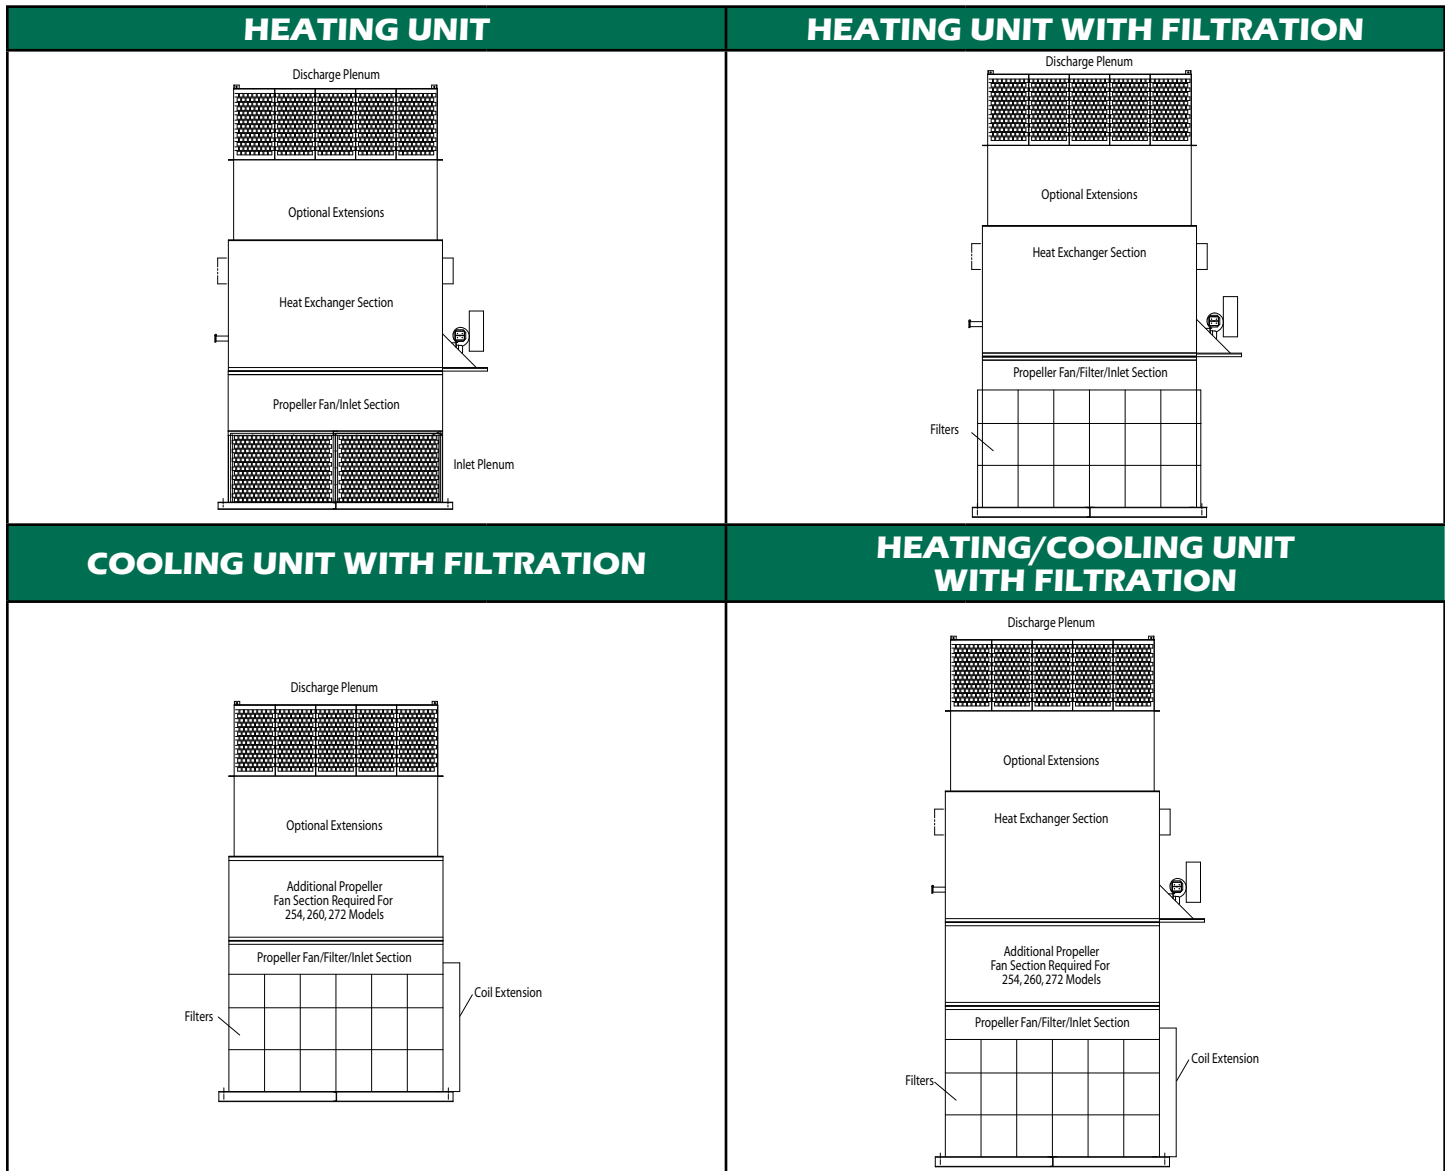 HEATING UNIT
Discharge Plenum
Optional Extensions
Heat Exchanger Section
Propeller Fan/Inlet Section
Inlet Plenum
HEATING UNIT WITH FILTRATION
Discharge Plenum
Optional Extensions
Heat Exchanger Section
Propeller Fan/Filter/Inlet Section
Filters
COOLING UNIT WITH FILTRATION
Discharge Plenum
Optional Extensions
Additional Propeller
Fan Section Required For
254, 260, 272 Models
Propeller Fan/Filter/Inlet Section
Coil Extension
Filters
HEATING/COOLING UNIT
WITH FILTRATION
Discharge Plenum
Optional Extensions
Heat Exchanger Section
Additional Propeller
Fan Section Required For
254, 260, 272 Models
Propeller Fan/Filter/Inlet Section
Coil Extension
Filters